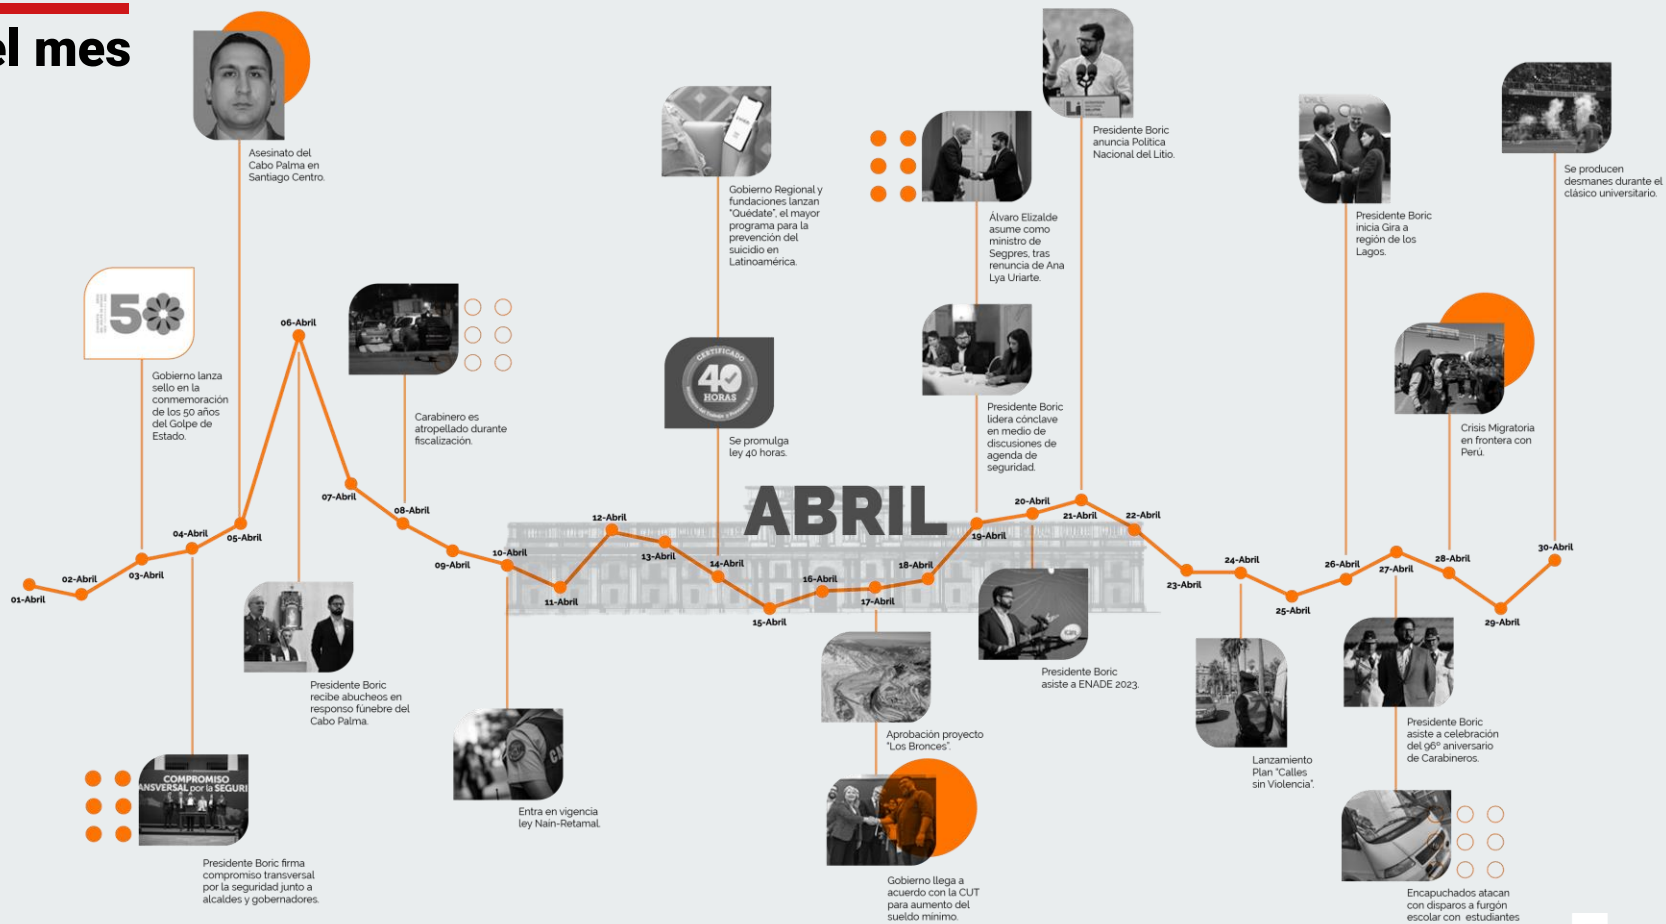 el mes
Asesinato del
Cabo Palma en
Santiago Centro.
Gobierno Regional y
fundaciones lanzan
"Quédate", el mayor
programa para la
prevención del
suicidio en
Latinoamérica.
Álvaro Elizalde
asume como
ministro de
Segpres, tras
renuncia de Ana
Lya Uriarte.
Presidente Boric
anuncia Política
Nacional del Litio.
Presidente Boric
inicia Gira a
región de los
Lagos.
Se producen
desmanes durante el
clásico universitario.
50
Gobierno lanza
sello en la
conmemoración
de los 50 años
del Golpe de
Estado.
Carabinero es
atropellado durante
fiscalización.
CERTIFICADO
40
HORAS
Se promulga
ley 40 horas.
Presidente Boric
lidera cónclave
en medio de
discusiones de
agenda de
seguridad.
Crisis Migratoria
en frontera con
Perú.
ABRIL
01-Abril
02-Abril
03-Abril
04-Abril
05-Abril
06-Abril
07-Abril
08-Abril
09-Abril
10-Abril
11-Abril
12-Abril
13-Abril
14-Abril
15-Abril
16-Abril
17-Abril
18-Abril
19-Abril
20-Abril
21-Abril
22-Abril
23-Abril
24-Abril
25-Abril
26-Abril
27-Abril
28-Abril
29-Abril
30-Abril
Presidente Boric
recibe abucheos en
responso fúnebre del
Cabo Palma.
COMPROMISO
ANSVERSAL por la SEGURI
Presidente Boric firma
compromiso transversal
por la seguridad junto a
alcaldes y gobernadores.
Entra en vigencia
ley Naín-Retamal.
Aprobación proyecto
"Los Bronces".
Gobierno llega a
acuerdo con la CUT
para aumento del
sueldo mínimo.
Presidente Boric
asiste a ENADE 2023.
Lanzamiento
Plan "Calles
sin Violencia".
Presidente Boric
asiste a celebración
del 96º aniversario
de Carabineros.
Encapuchados atacan
con disparos a furgón
escolar con estudiantes